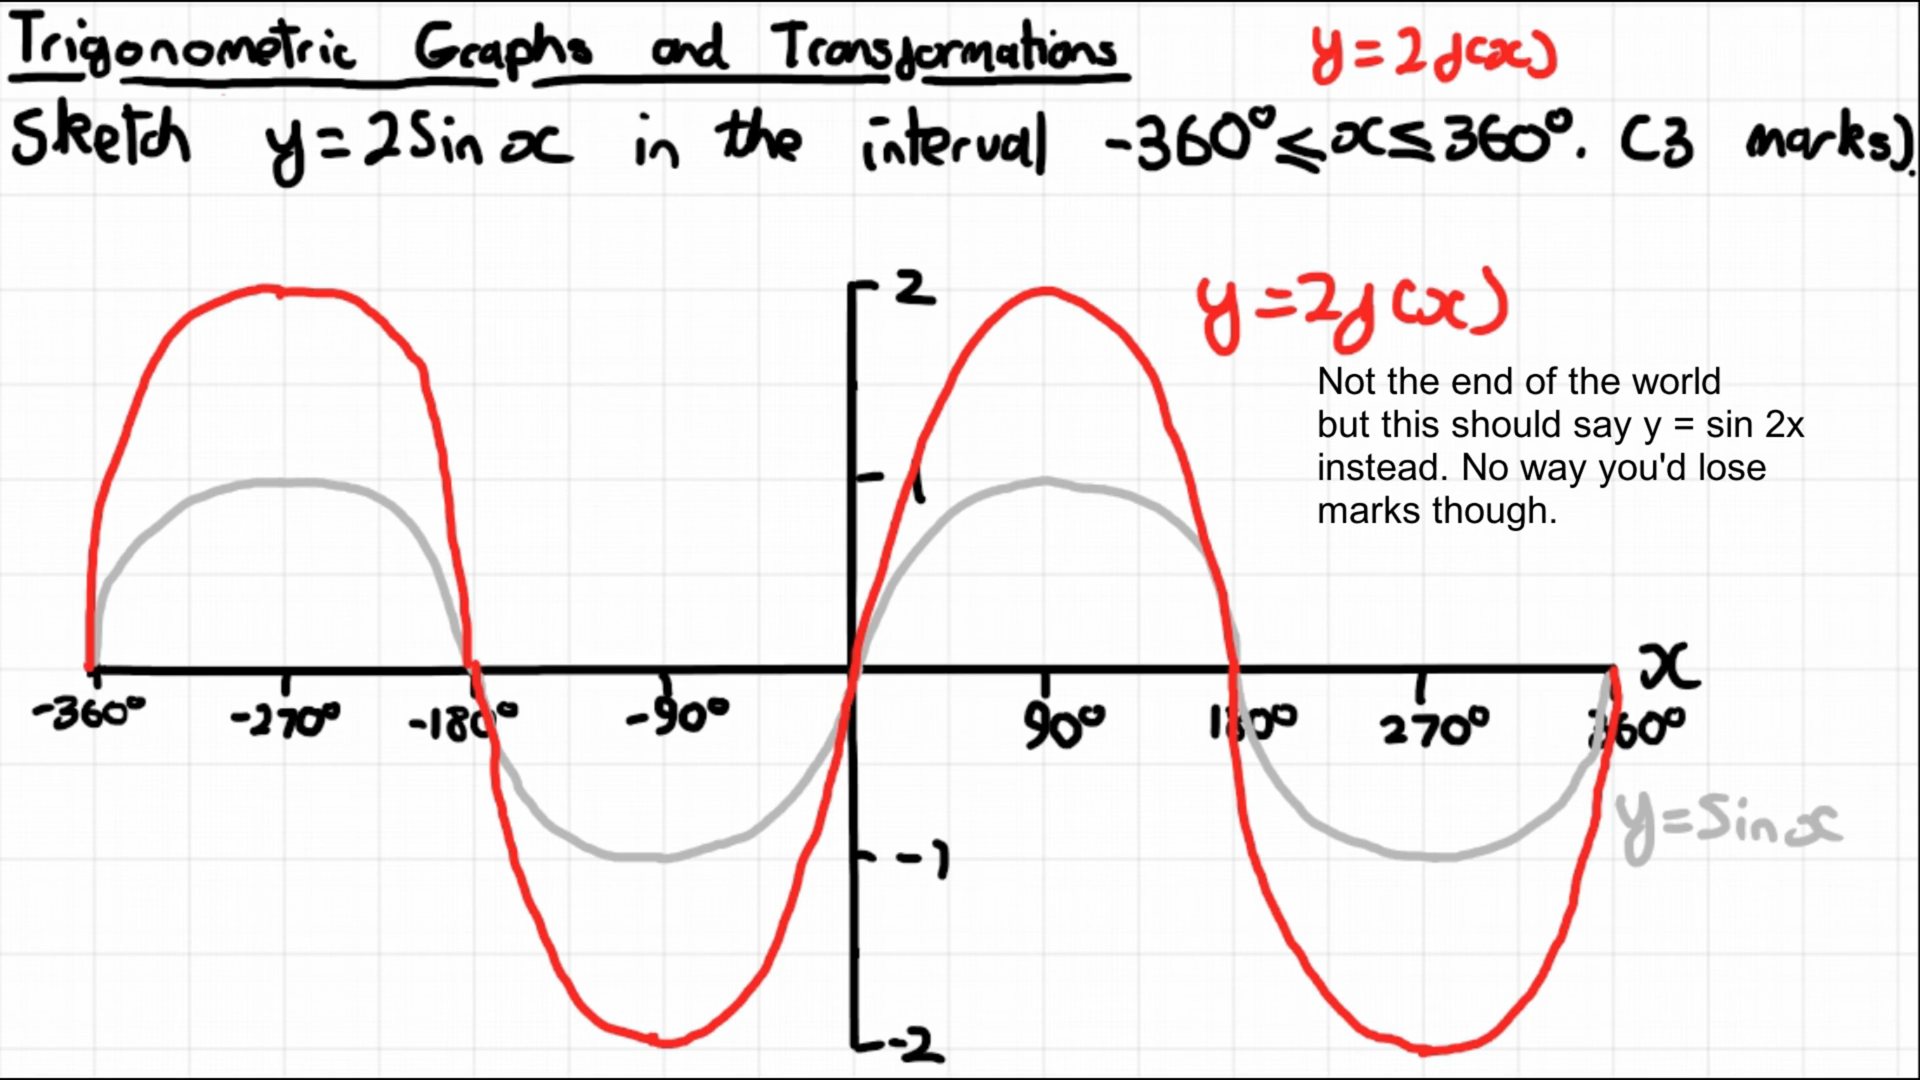 Trigonometric Graphs and Transformations y = 2f(x)
Sketch y = 2Sin x in the interval -360° ≤ x ≤ 360°. (3 marks).
2
y = 2f(x)
Not the end of the world
but this should say y = sin 2x
instead. No way you'd lose
marks though.
1
x
-360° -270° -180° -90° 90° 180° 270° 360°
y = Sin x
-1
-2